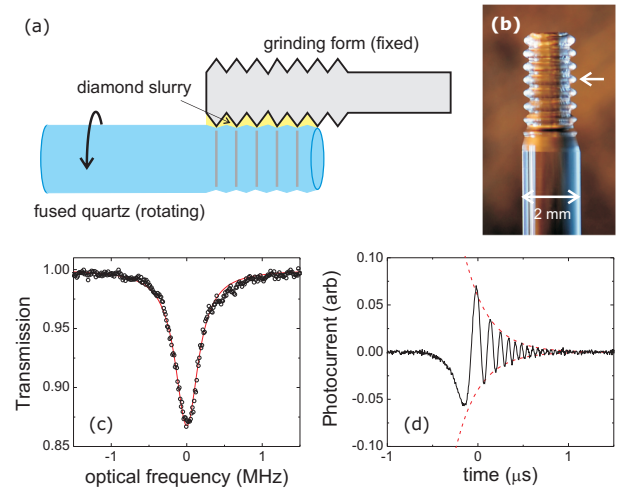 (a)
grinding form (fixed)
diamond slurry
fused quartz (rotating)
(b)
2 mm
1.00
0.95
0.90
0.85
Transmission
(c)
-1 0 1
optical frequency (MHz)
0.10
0.05
0.00
-0.05
-0.10
Photocurrent (arb)
(d)
-1 0 1
time (μs)